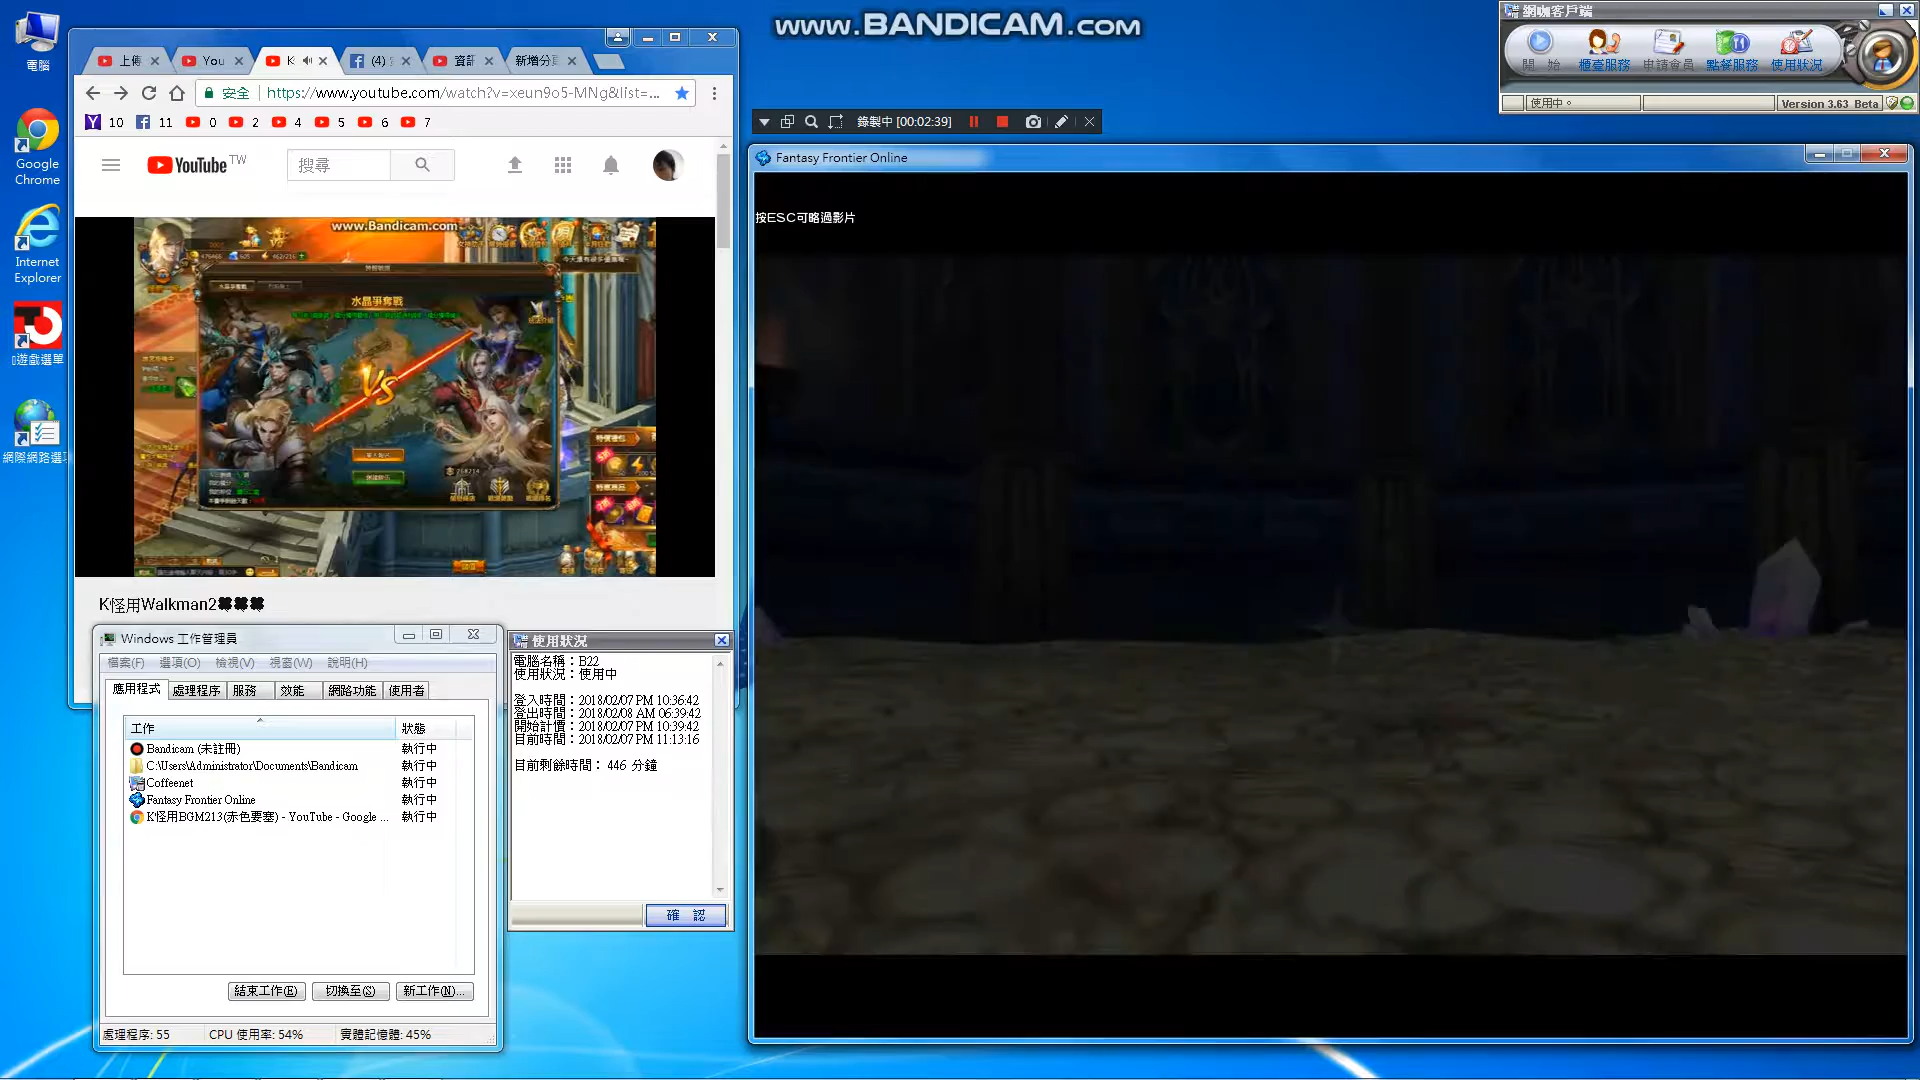 www.BANDICAM.com
網咖客戶端
開 始
櫃臺服務
申請會員
點餐服務
使用狀況
使用中。
Version 3.63 Beta
電腦
Google Chrome
Internet Explorer
上傳
You
K
(4)
資訊
新增分頁
安全
https://www.youtube.com/watch?v=xeun9o5-MNg&list=...
10
11
0
2
4
5
6
7
YouTube TW
搜尋
www.Bandicam.com
水晶爭奪戰
VS
K怪用Walkman2✖✖✖
錄製中 [00:02:39]
Fantasy Frontier Online
按ESC可略過影片
Windows 工作管理員
檔案(F) 選項(O) 檢視(V) 視窗(W) 說明(H)
應用程式 處理程序 服務 效能 網路功能 使用者
工作 狀態
Bandicam (未註冊) 執行中
C:\Users\Administrator\Documents\Bandicam 執行中
Coffeenet 執行中
Fantasy Frontier Online 執行中
K怪用BGM213(赤色要塞) - YouTube - Google ... 執行中
結束工作(E) 切換至(S) 新工作(N)...
處理程序: 55 CPU 使用率: 54% 實體記憶體: 45%
使用狀況
電腦名稱：B22
使用狀況：使用中
登入時間：2018/02/07 PM 10:36:42
登出時間：2018/02/08 AM 06:39:42
開始計價：2018/02/07 PM 10:39:42
目前時間：2018/02/07 PM 11:13:16
目前剩餘時間： 446 分鐘
確 認